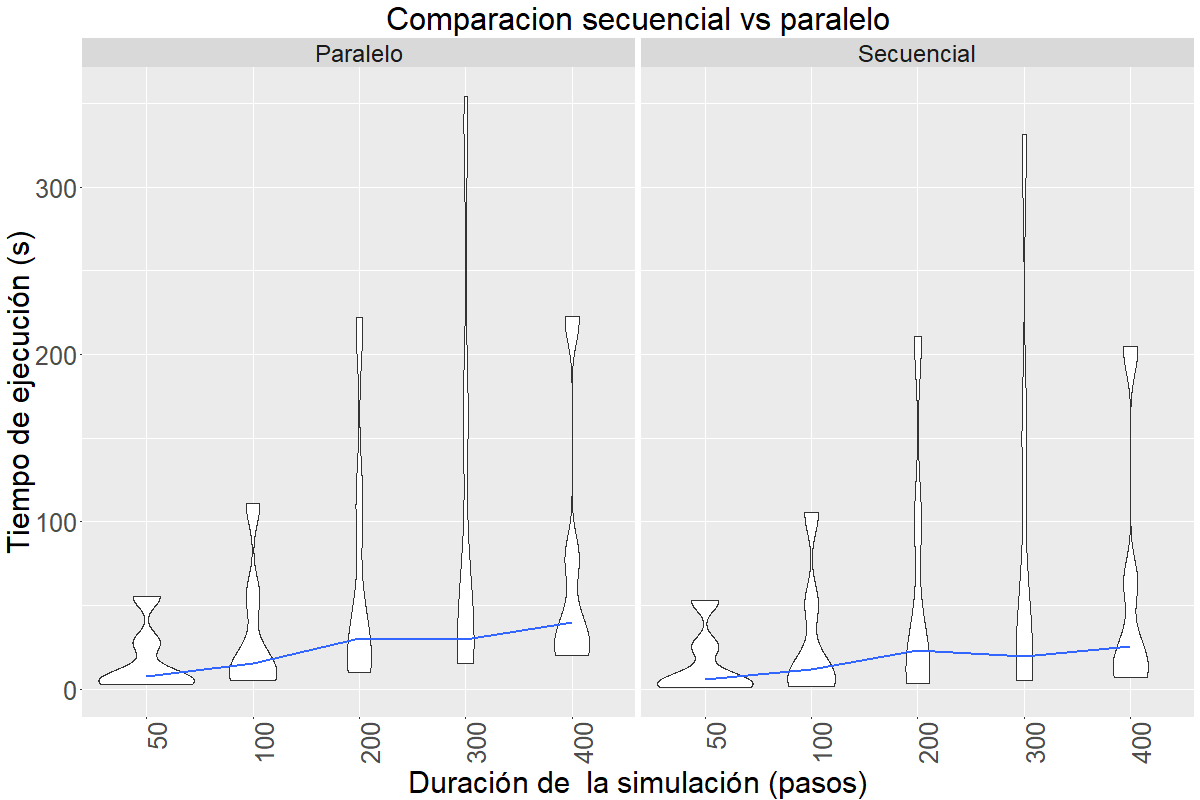 Comparacion secuencial vs paralelo
Paralelo
Secuencial
Tiempo de ejecución (s)
300
200
100
0
50 100 200 300 400
50 100 200 300 400
Duración de  la simulación (pasos)